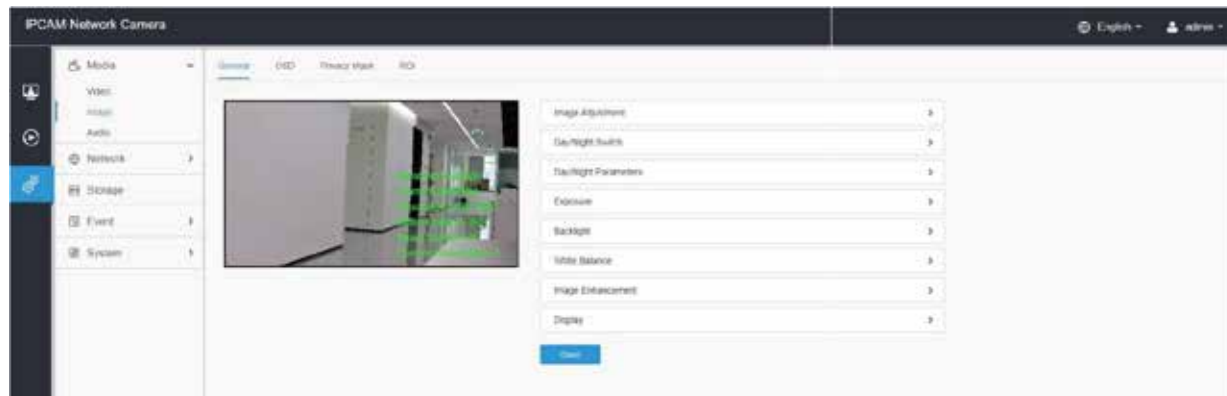 IPCAM Network Camera
English
admin
Media
General
OSD
Privacy Mask
ROI
Video
Image
Audio
Network
Storage
Event
System
Image Adjustment
Day/Night Switch
Day/Night Parameters
Exposure
Backlight
White Balance
Image Enhancement
Display